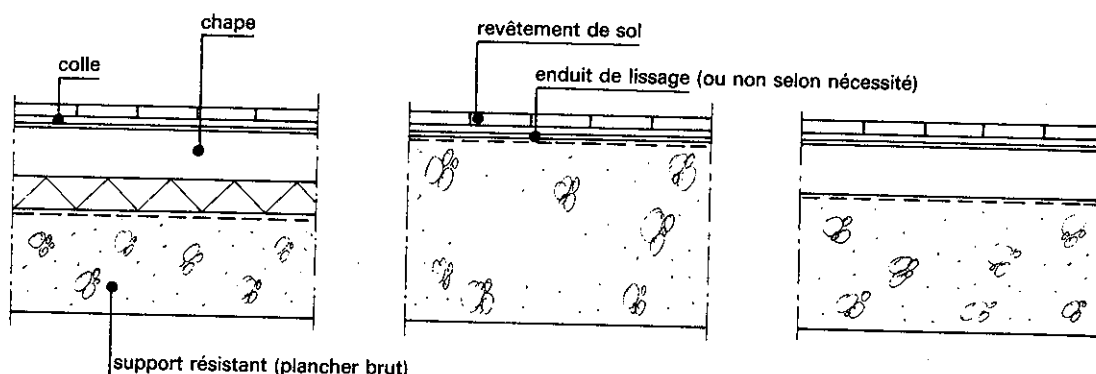 chape
colle
revêtement de sol
enduit de lissage (ou non selon nécessité)
support résistant (plancher brut)